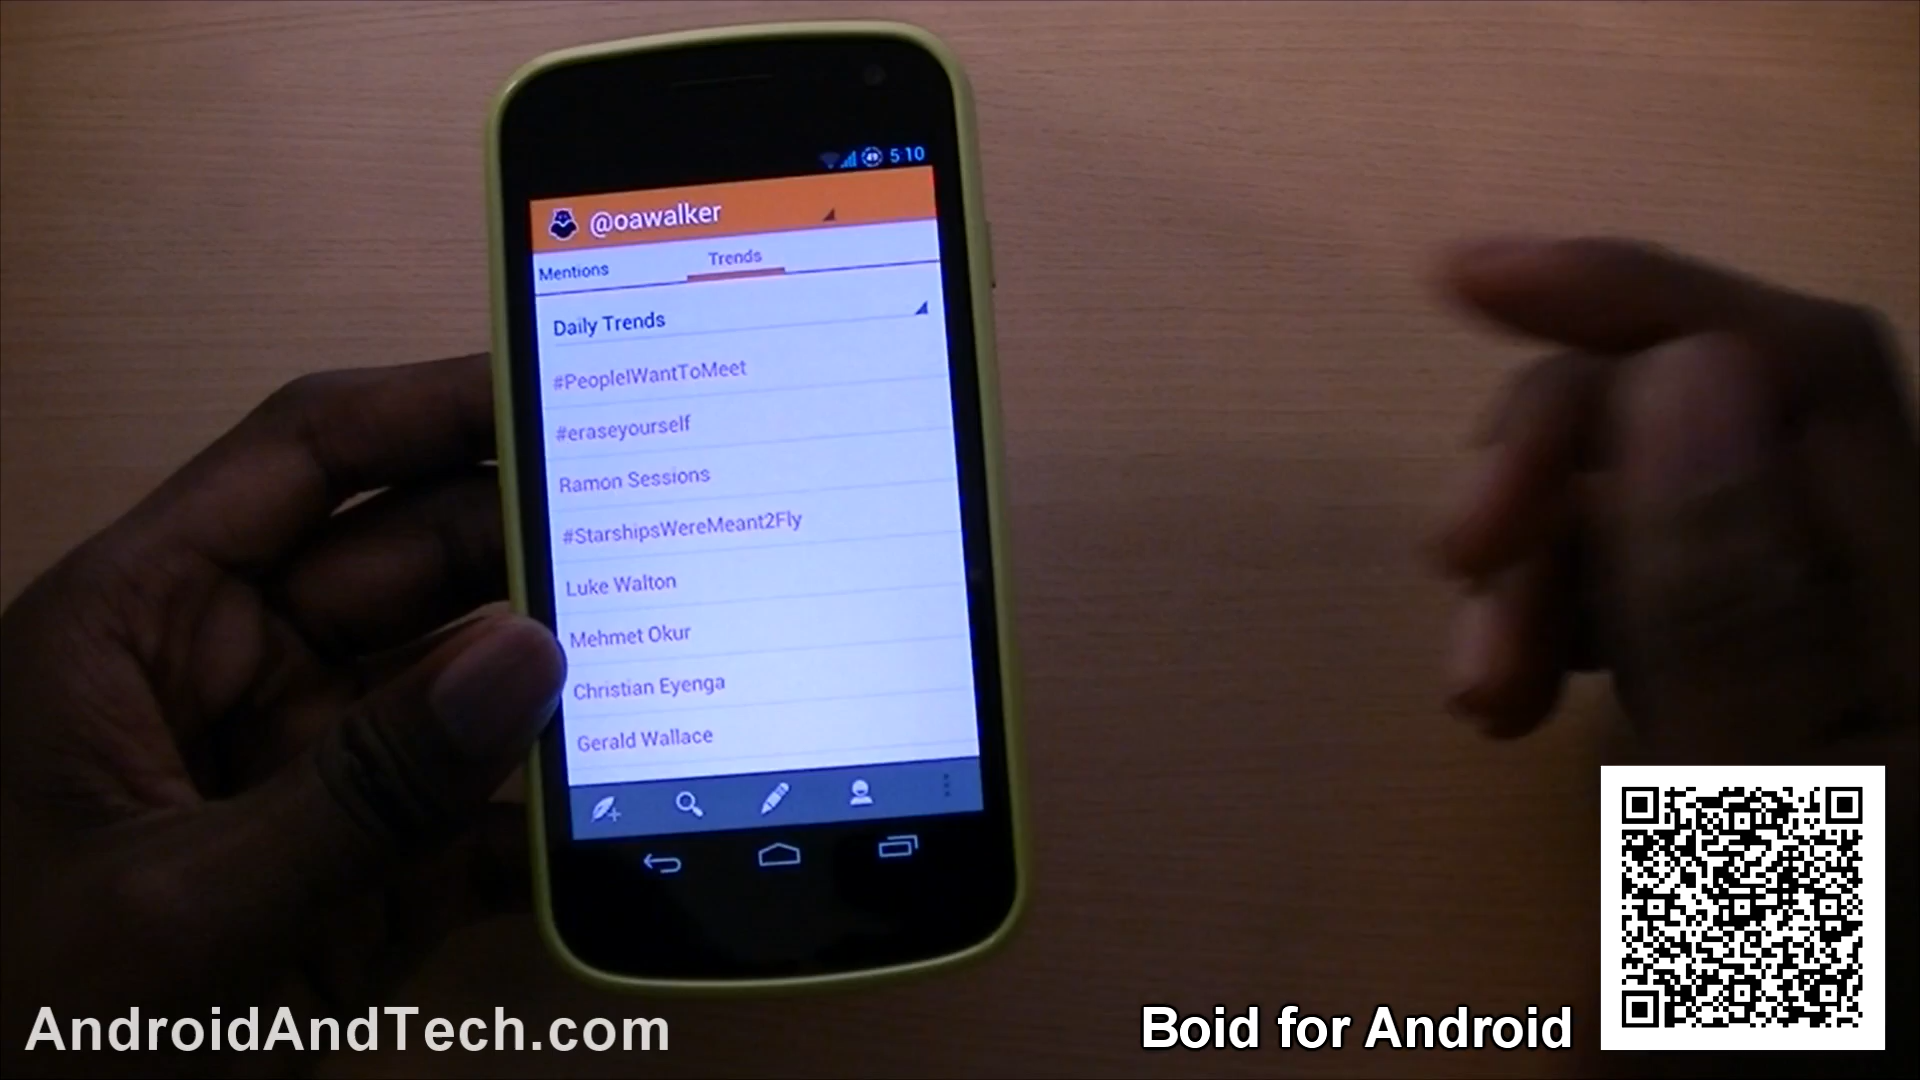 49 5:10
@oawalker
Mentions Trends
Daily Trends
#PeopleIWantToMeet
#eraseyourself
Ramon Sessions
#StarshipsWereMeant2Fly
Luke Walton
Mehmet Okur
Christian Eyenga
Gerald Wallace
AndroidAndTech.com
Boid for Android